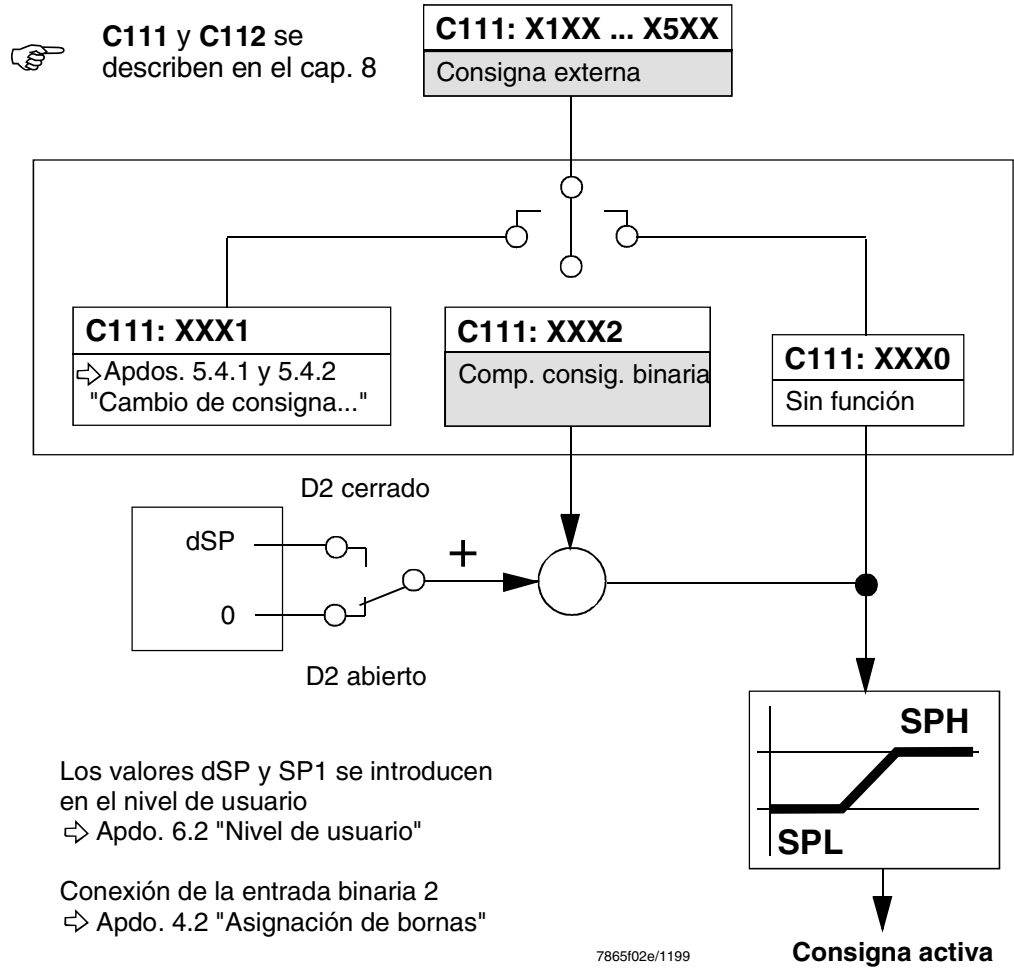 C111 y C112 se
describen en el cap. 8
C111: X1XX ... X5XX
Consigna externa
C111: XXX1
⇨Apdos. 5.4.1 y 5.4.2
"Cambio de consigna..."
C111: XXX2
Comp. consig. binaria
C111: XXX0
Sin función
D2 cerrado
dSP
+
0
D2 abierto
SPH
SPL
Los valores dSP y SP1 se introducen
en el nivel de usuario
⇨ Apdo. 6.2 "Nivel de usuario"
Conexión de la entrada binaria 2
⇨ Apdo. 4.2 "Asignación de bornas"
7865f02e/1199
Consigna activa